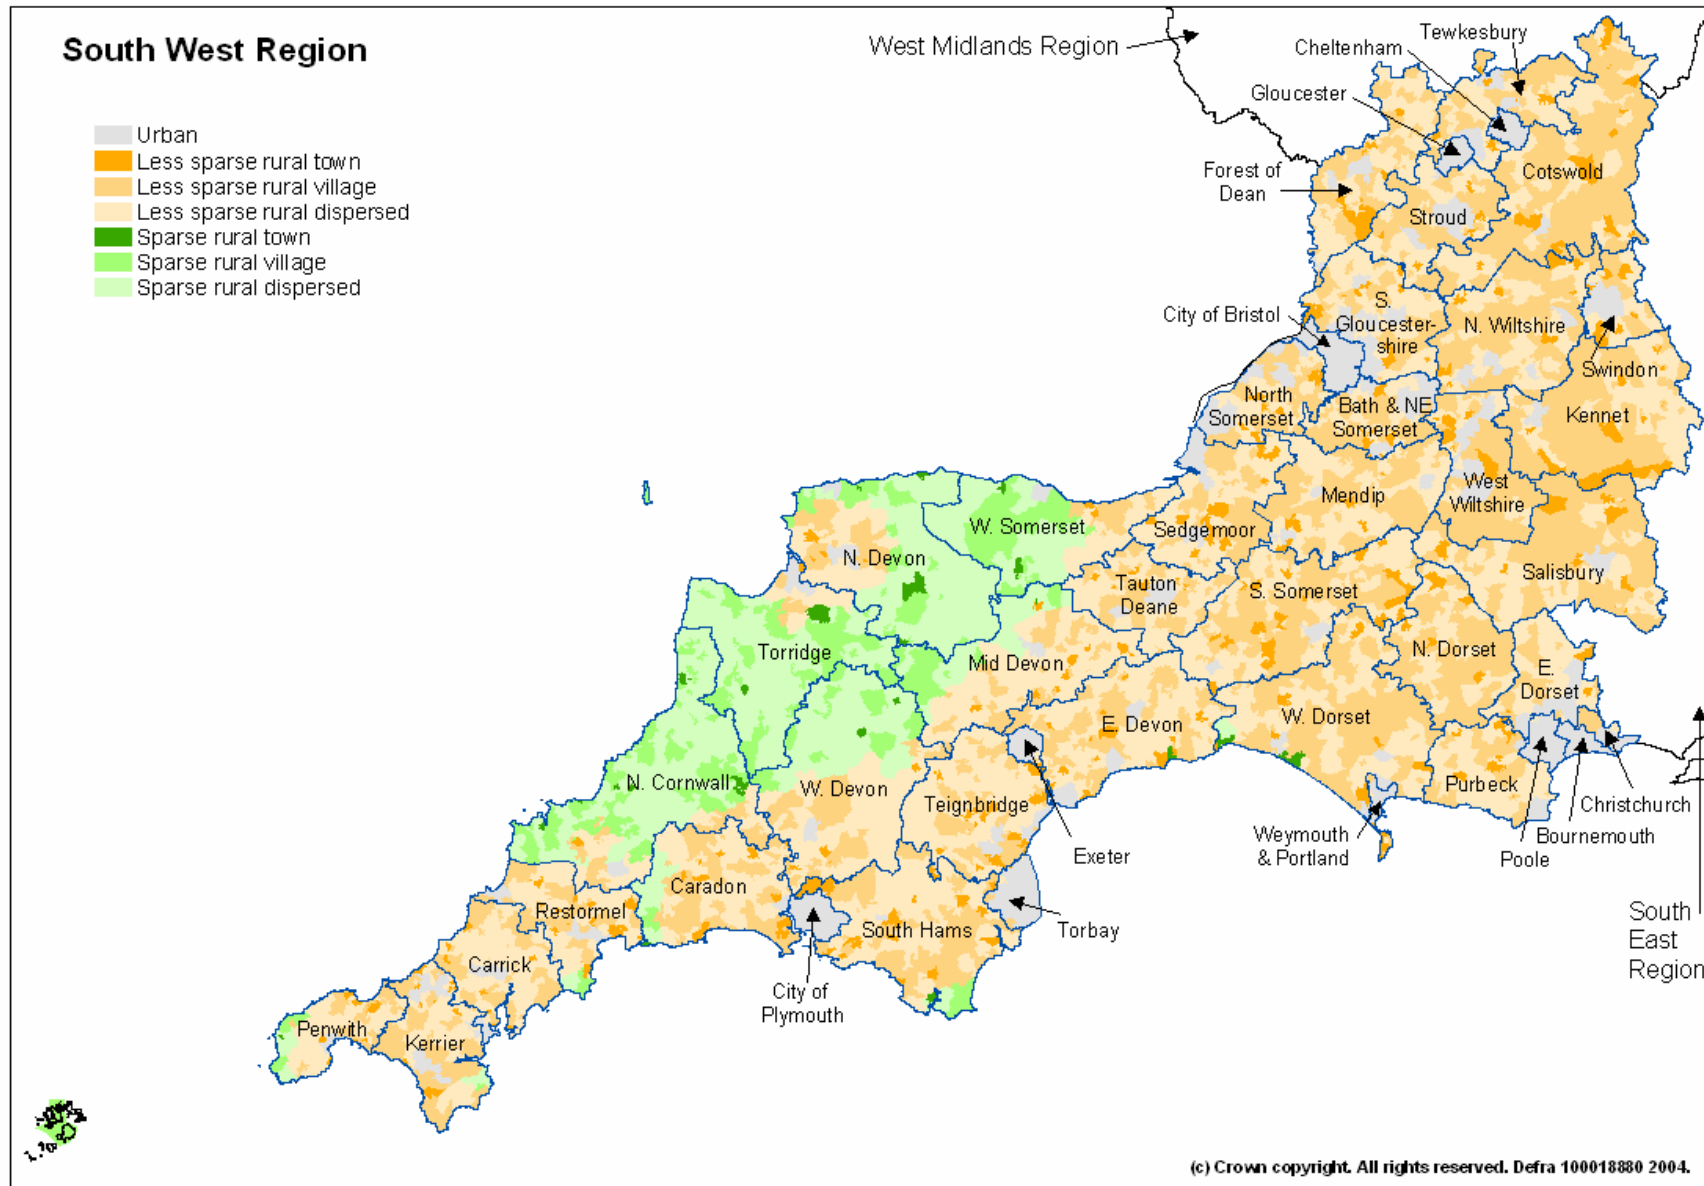 South West Region
Urban
Less sparse rural town
Less sparse rural village
Less sparse rural dispersed
Sparse rural town
Sparse rural village
Sparse rural dispersed
West Midlands Region
Tewkesbury
Cheltenham
Gloucester
Forest of
Dean
Cotswold
Stroud
City of Bristol
S.
Gloucester-
shire
N. Wiltshire
Swindon
North
Somerset
Bath & NE
Somerset
Kennet
Mendip
West
Wiltshire
W. Somerset
Sedgemoor
N. Devon
Tauton
Deane
S. Somerset
Salisbury
Torridge
Mid Devon
N. Dorset
E.
Dorset
E. Devon
W. Dorset
N. Cornwall
W. Devon
Teignbridge
Purbeck
Christchurch
Bournemouth
Poole
Weymouth
& Portland
Exeter
Caradon
Restormel
South Hams
Torbay
South
East
Region
Carrick
City of
Plymouth
Penwith
Kerrier
(c) Crown copyright. All rights reserved. Defra 100018880 2004.